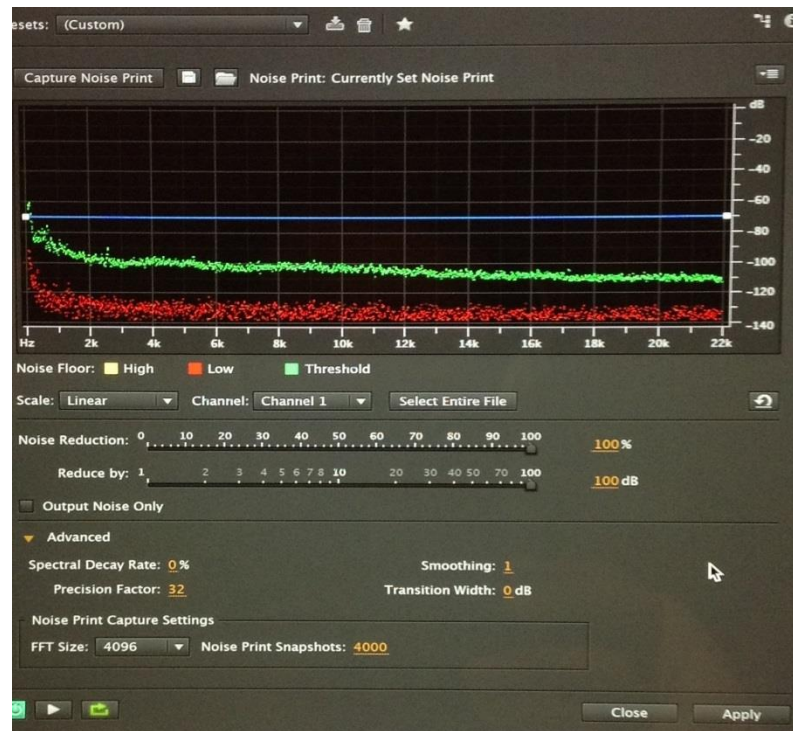 esets: (Custom)
Capture Noise Print Noise Print: Currently Set Noise Print
dB
-20
-40
-60
-80
-100
-120
-140
Hz 2k 4k 6k 8k 10k 12k 14k 16k 18k 20k 22k
Noise Floor: High Low Threshold
Scale: Linear Channel: Channel 1 Select Entire File
Noise Reduction: 0 10 20 30 40 50 60 70 80 90 100 100 %
Reduce by: 1 2 3 4 5 6 7 8 10 20 30 40 50 70 100 100 dB
Output Noise Only
Advanced
Spectral Decay Rate: 0 % Smoothing: 1
Precision Factor: 32 Transition Width: 0 dB
Noise Print Capture Settings
FFT Size: 4096 Noise Print Snapshots: 4000
Close Apply